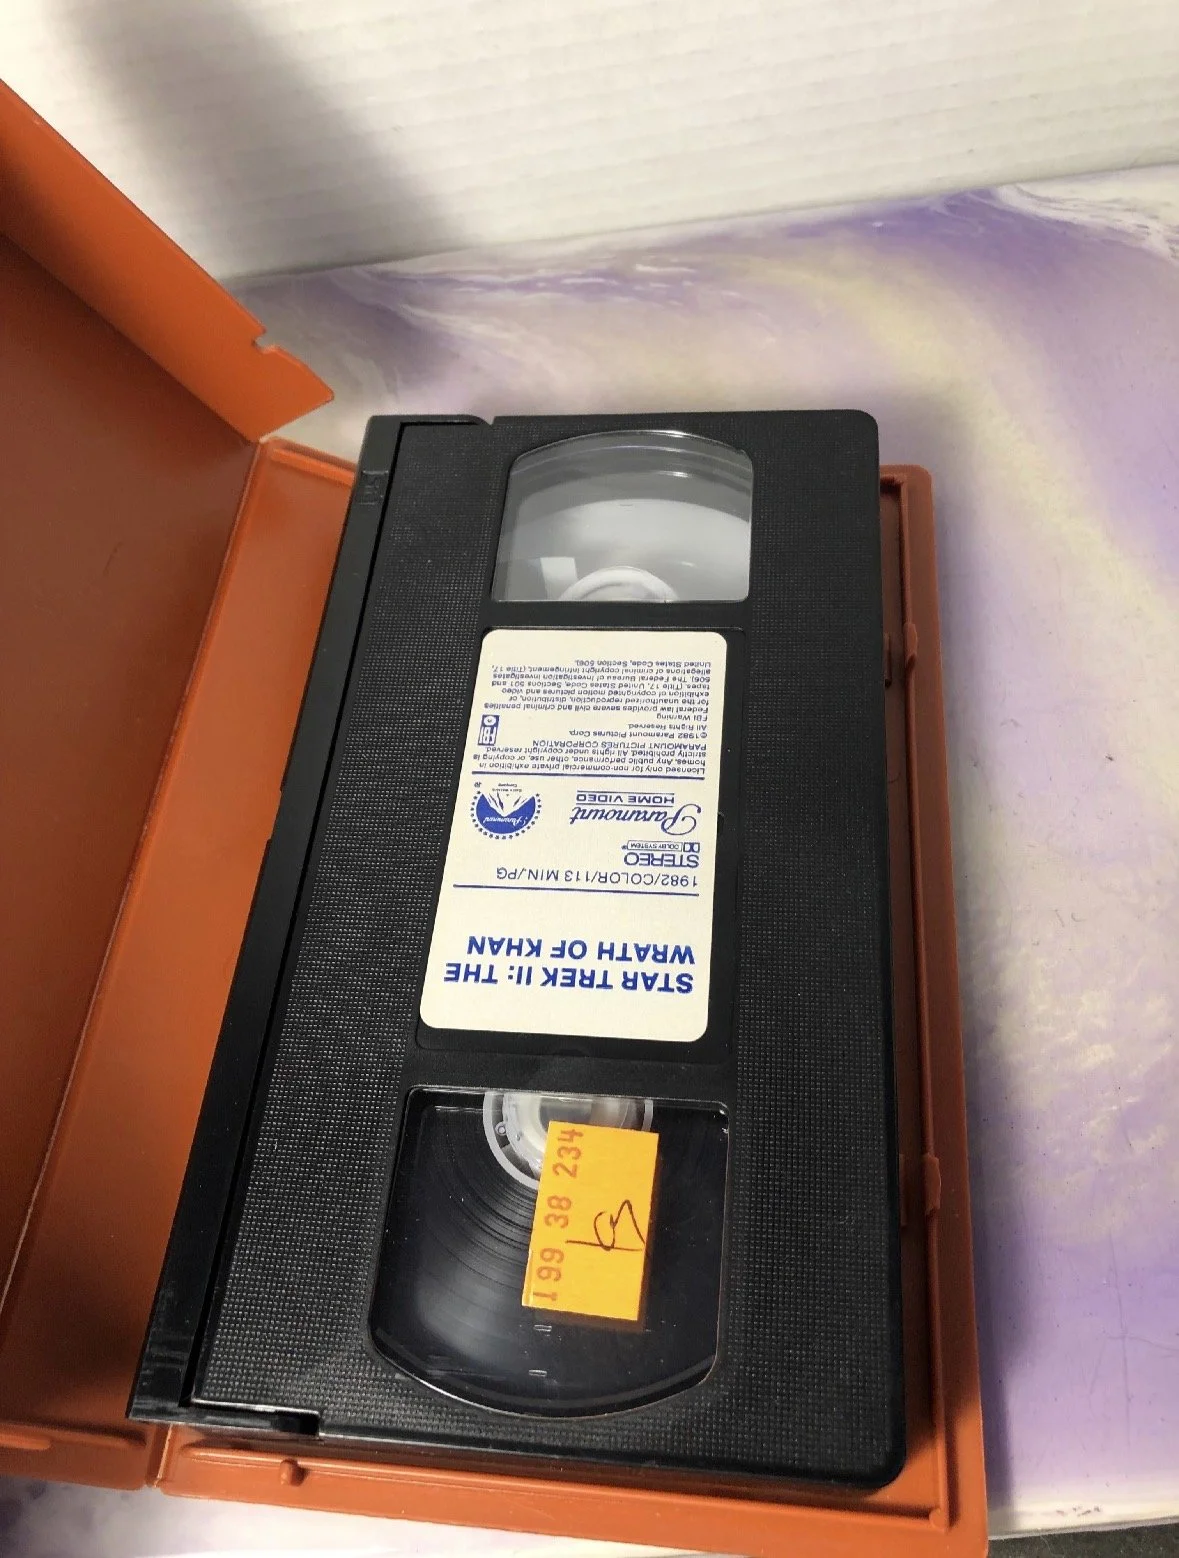 STAR TREK II: THE
WRATH OF KHAN
1982/COLOR/113 MIN./PG
STEREO
DOLBY SYSTEM
Paramount
HOME VIDEO
Paramount
Licensed only for non-commercial private exhibition in
homes. Any public performance, other use, or copying is
strictly prohibited. All rights under copyright reserved.
PARAMOUNT PICTURES CORPORATION
©1982 Paramount Pictures Corp.
All Rights Reserved.
FBI Warning
Federal law provides severe civil and criminal penalties
for the unauthorized reproduction, distribution, or
exhibition of copyrighted motion pictures and video
tapes. (Title 17, United States Code, Sections 501 and
506). The Federal Bureau of Investigation investigates
allegations of criminal copyright infringement, (Title 17,
United States Code, Section 506).
199 38 234